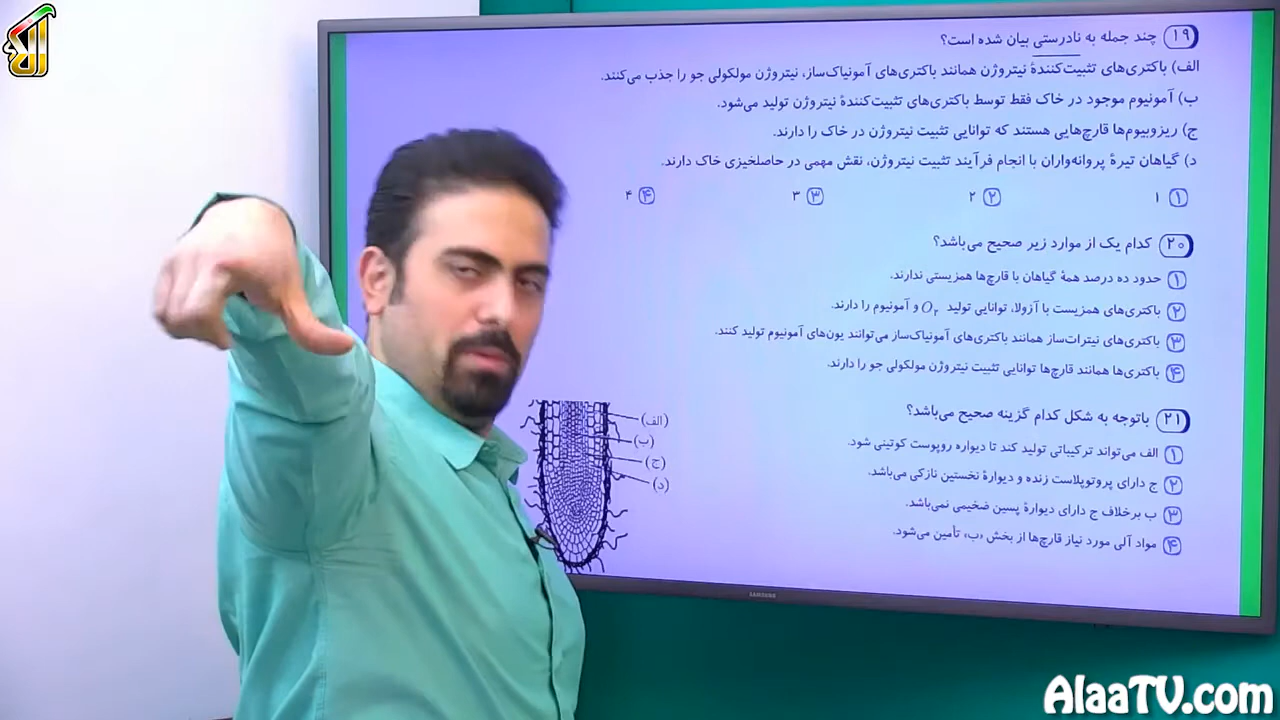 آلاء
۱۹) چند جمله به نادرستی بیان شده است؟
الف) باکتری‌های تثبیت‌کنندهٔ نیتروژن همانند باکتری‌های آمونیاک‌ساز، نیتروژن مولکولی جو را جذب می‌کنند.
ب) آمونیوم موجود در خاک فقط توسط باکتری‌های تثبیت‌کنندهٔ نیتروژن تولید می‌شود.
ج) ریزوبیوم‌ها قارچ‌هایی هستند که توانایی تثبیت نیتروژن در خاک را دارند.
د) گیاهان تیرهٔ پروانه‌واران با انجام فرآیند تثبیت نیتروژن، نقش مهمی در حاصلخیزی خاک دارند.
۱) ۱ ۲) ۲ ۳) ۳ ۴) ۴
۲۰) کدام یک از موارد زیر صحیح می‌باشد؟
۱) حدود ده درصد همهٔ گیاهان با قارچ‌ها همزیستی ندارند.
۲) باکتری‌های همزیست با آزولا، توانایی تولید O₂ و آمونیوم را دارند.
۳) باکتری‌های نیترات‌ساز همانند باکتری‌های آمونیاک‌ساز می‌توانند یون‌های آمونیوم تولید کنند.
۴) باکتری‌ها همانند قارچ‌ها توانایی تثبیت نیتروژن مولکولی جو را دارند.
۲۱) باتوجه به شکل کدام گزینه صحیح می‌باشد؟
۱) الف می‌تواند ترکیباتی تولید کند تا دیواره روپوست کوتینی شود.
۲) ج دارای پروتوپلاست زنده و دیوارهٔ نخستین نازکی می‌باشد.
۳) ب برخلاف ج دارای دیوارهٔ پسین ضخیمی نمی‌باشد.
۴) مواد آلی مورد نیاز قارچ‌ها از بخش «ب» تأمین می‌شود.
(الف)
(ب)
(ج)
(د)
SAMSUNG
AlaaTV.com